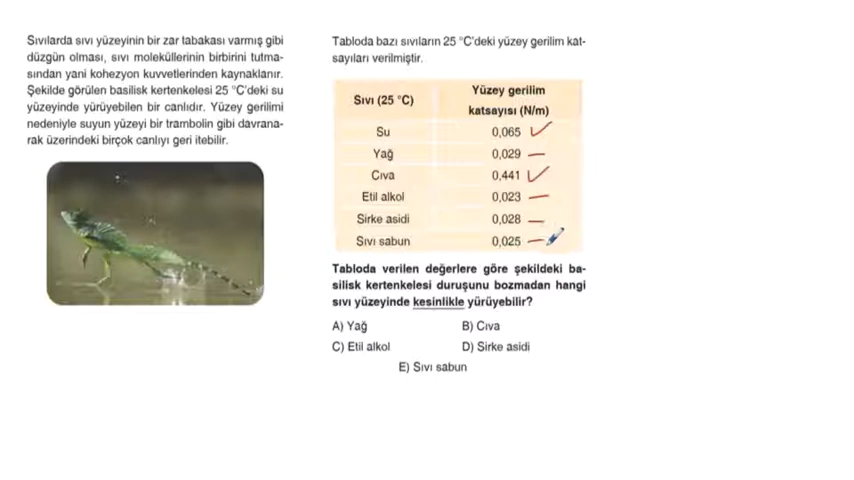 Sıvılarda sıvı yüzeyinin bir zar tabakası varmış gibi
düzgün olması, sıvı moleküllerinin birbirini tutma-
sından yani kohezyon kuvvetlerinden kaynaklanır.
Şekilde görülen basilisk kertenkelesi 25 °C'deki su
yüzeyinde yürüyebilen bir canlıdır. Yüzey gerilimi
nedeniyle suyun yüzeyi bir trambolin gibi davrana-
rak üzerindeki birçok canlıyı geri itebilir.
Tabloda bazı sıvıların 25 °C'deki yüzey gerilim kat-
sayıları verilmiştir.
Sıvı (25 °C) Yüzey gerilim katsayısı (N/m)
Su 0,065
Yağ 0,029
Cıva 0,441
Etil alkol 0,023
Sirke asidi 0,028
Sıvı sabun 0,025
Tabloda verilen değerlere göre şekildeki ba-
silisk kertenkelesi duruşunu bozmadan hangi
sıvı yüzeyinde kesinlikle yürüyebilir?
A) Yağ B) Cıva
C) Etil alkol D) Sirke asidi
E) Sıvı sabun